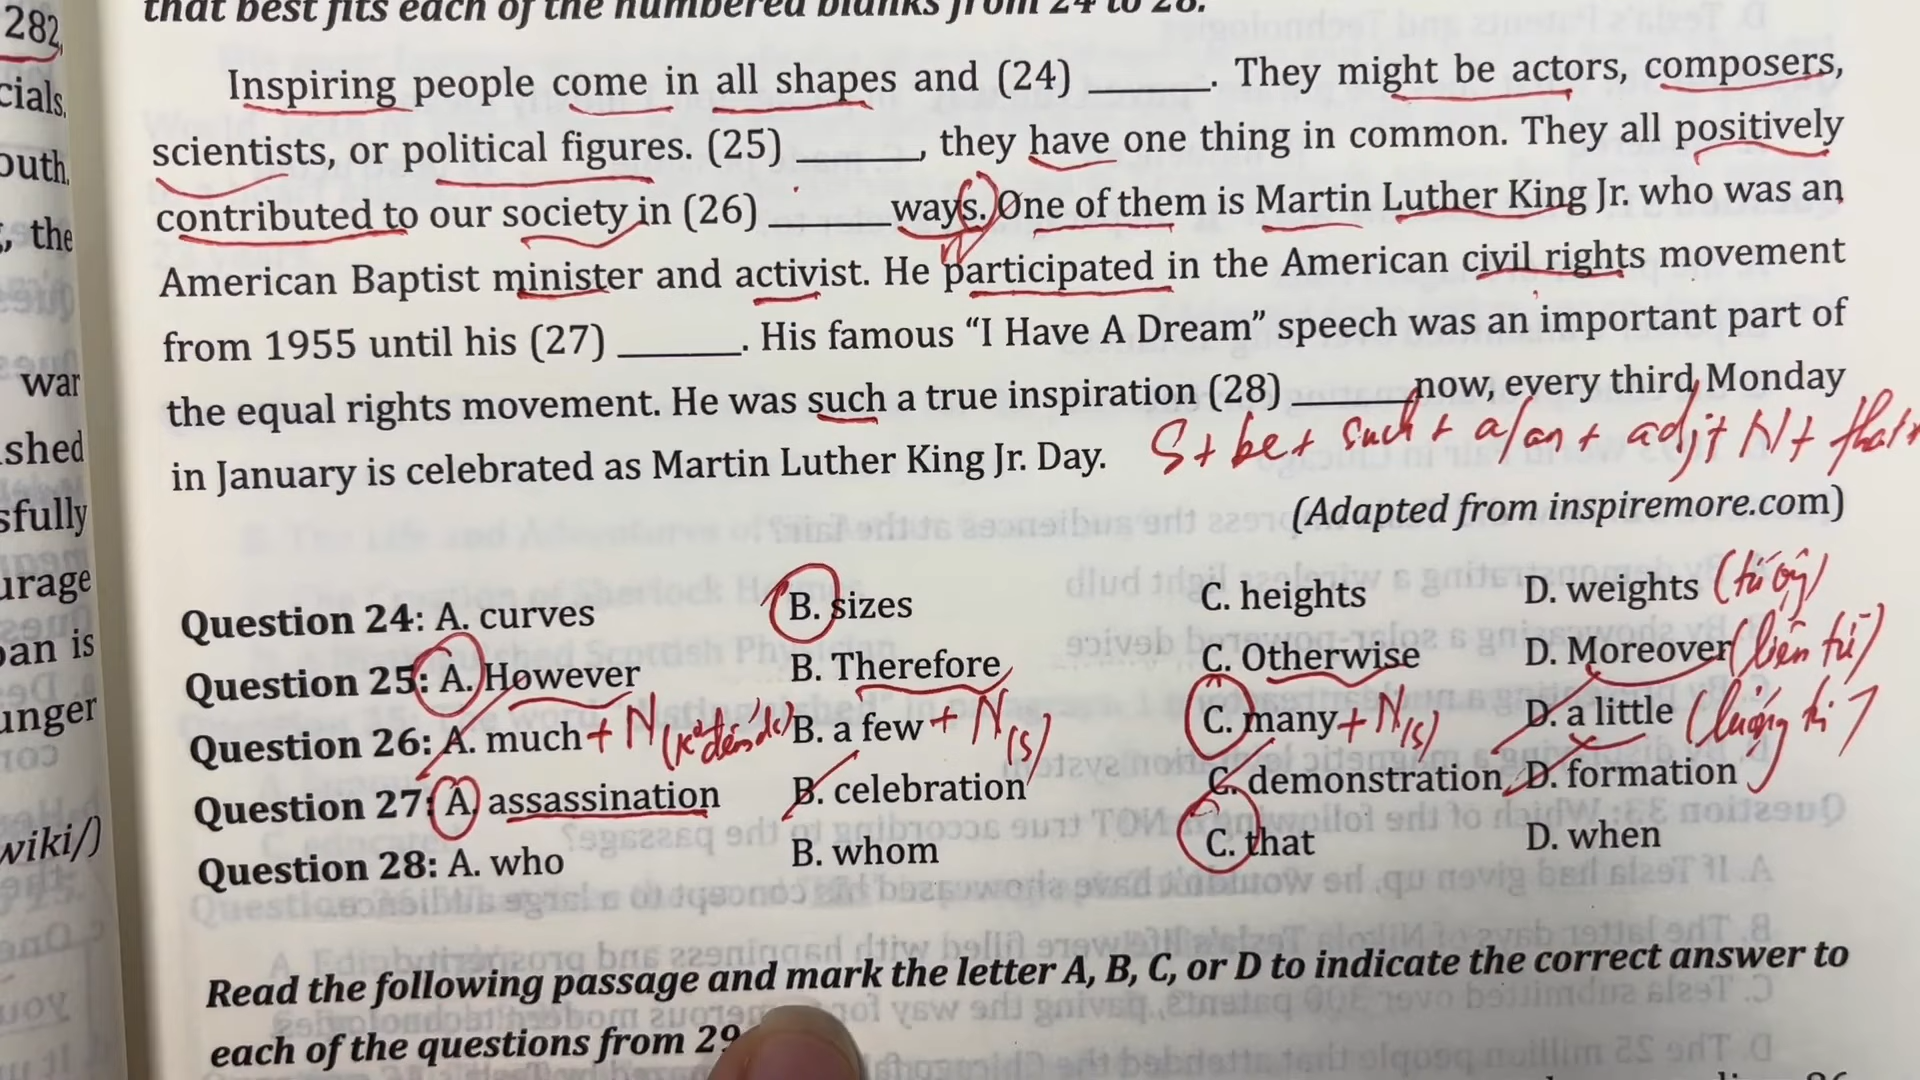 that best fits each of the numbered blanks from 24 to 28.
282,
Inspiring people come in all shapes and (24) ______. They might be actors, composers,
cials,
scientists, or political figures. (25) ______, they have one thing in common. They all positively
outh,
contributed to our society in (26) ______ ways. One of them is Martin Luther King Jr. who was an
, the
American Baptist minister and activist. He participated in the American civil rights movement
from 1955 until his (27) ______. His famous “I Have A Dream” speech was an important part of
war
the equal rights movement. He was such a true inspiration (28) ______ now, every third Monday
shed
in January is celebrated as Martin Luther King Jr. Day. S + be + such + a/an + adj + N + that +
sfully
(Adapted from inspiremore.com)
urage
Question 24: A. curves B. sizes C. heights D. weights (từ vị)
an is
Question 25: A. However B. Therefore C. Otherwise D. Moreover (liên từ)
unger
Question 26: A. much + N (k° đếm đc) B. a few + N(s) C. many + N(s) D. a little (lượng từ)
Question 27: A. assassination B. celebration C. demonstration D. formation
wiki/)
Question 28: A. who B. whom C. that D. when
Read the following passage and mark the letter A, B, C, or D to indicate the correct answer to
each of the questions from 29